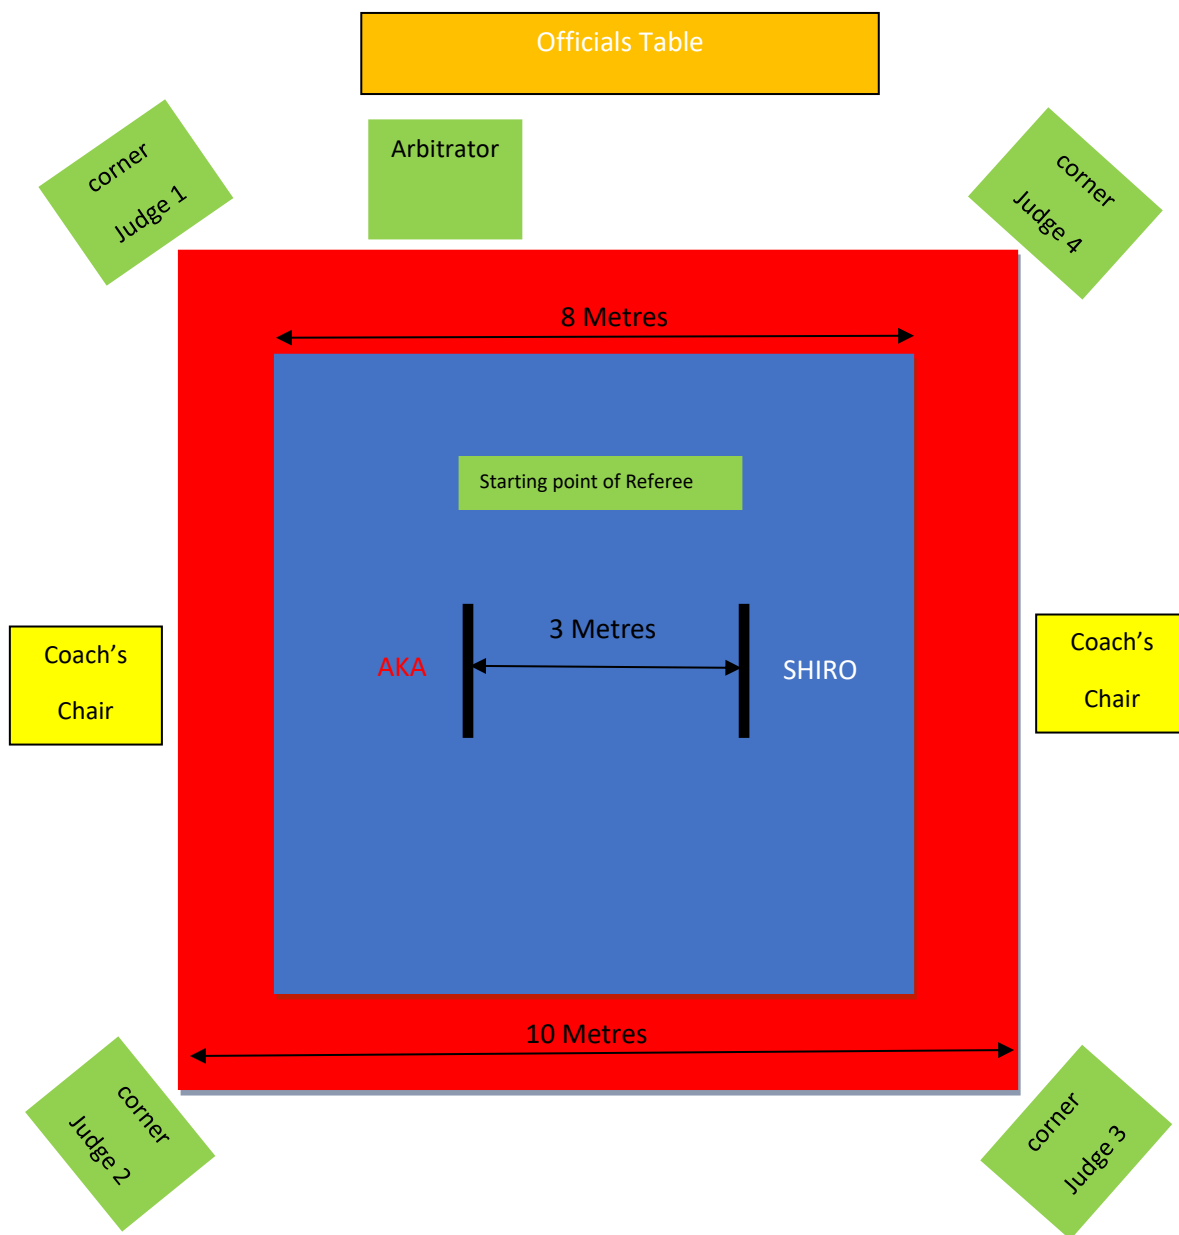 Officials Table
corner
Judge 1
Arbitrator
corner
Judge 4
8 Metres
Starting point of Referee
3 Metres
AKA
SHIRO
Coach’s
Chair
Coach’s
Chair
10 Metres
corner
Judge 2
corner
Judge 3